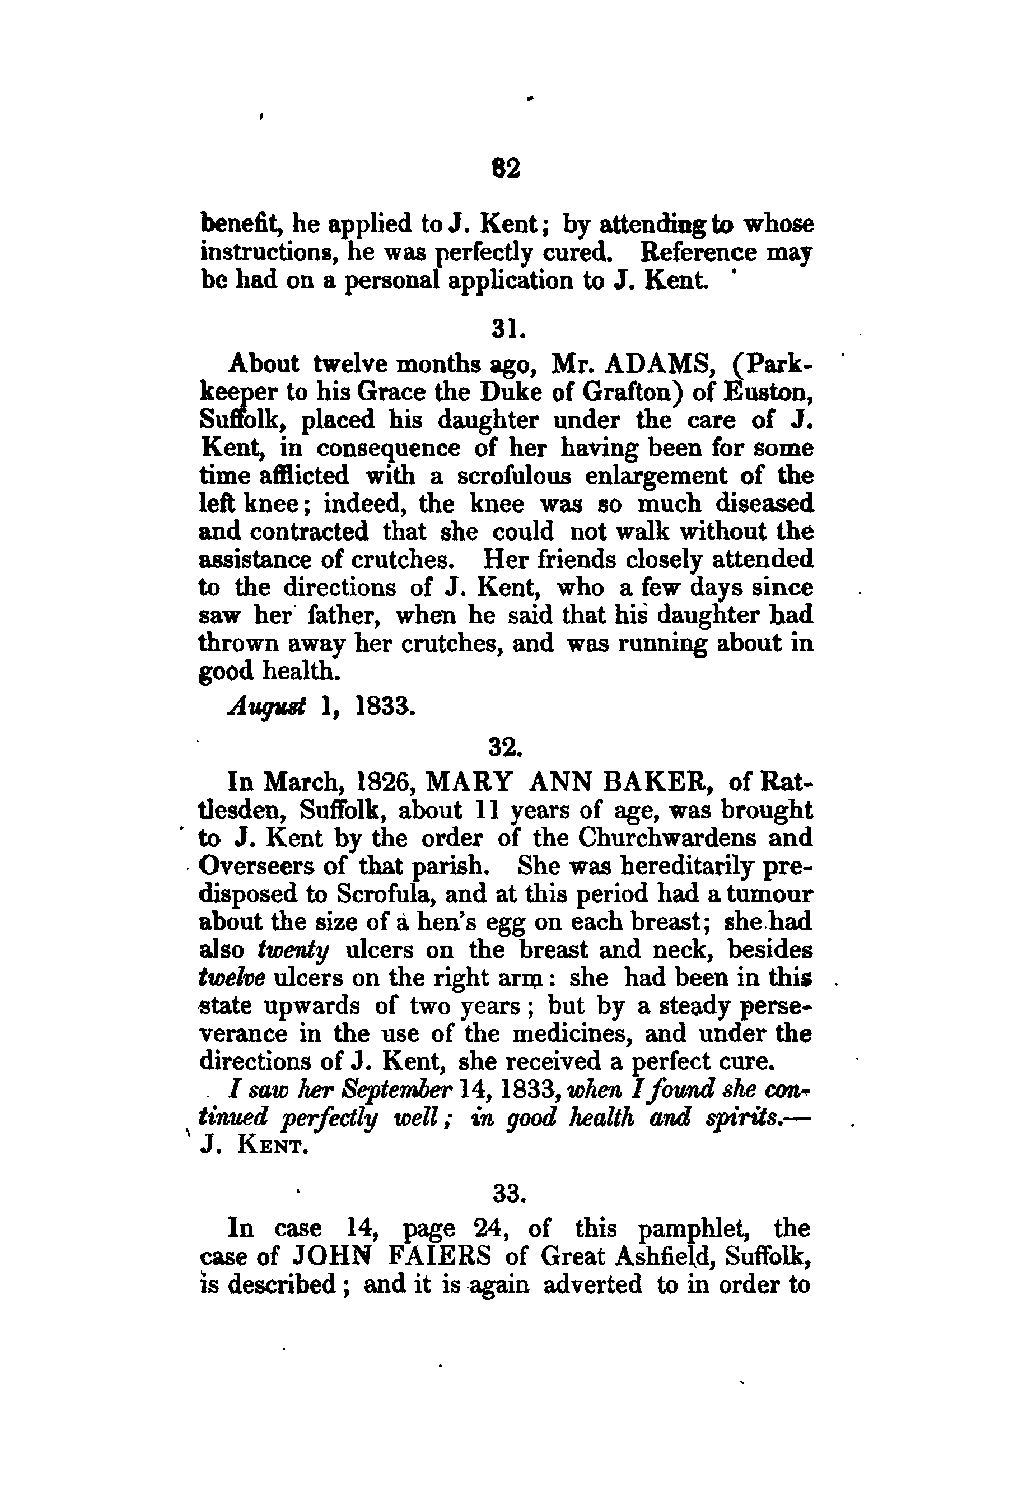 82
benefit, he applied to J. Kent; by attending to whose
instructions, he was perfectly cured. Reference may
be had on a personal application to J. Kent.
31.
About twelve months ago, Mr. ADAMS, (Park-
keeper to his Grace the Duke of Grafton) of Euston,
Suffolk, placed his daughter under the care of J.
Kent, in consequence of her having been for some
time afflicted with a scrofulous enlargement of the
left knee; indeed, the knee was so much diseased
and contracted that she could not walk without the
assistance of crutches. Her friends closely attended
to the directions of J. Kent, who a few days since
saw her father, when he said that his daughter had
thrown away her crutches, and was running about in
good health.
August 1, 1833.
32.
In March, 1826, MARY ANN BAKER, of Rat-
tlesden, Suffolk, about 11 years of age, was brought
to J. Kent by the order of the Churchwardens and
Overseers of that parish. She was hereditarily pre-
disposed to Scrofula, and at this period had a tumour
about the size of a hen's egg on each breast; she had
also twenty ulcers on the breast and neck, besides
twelve ulcers on the right arm: she had been in this
state upwards of two years; but by a steady perse-
verance in the use of the medicines, and under the
directions of J. Kent, she received a perfect cure.
I saw her September 14, 1833, when I found she con-
tinued perfectly well; in good health and spirits.—
J. KENT.
33.
In case 14, page 24, of this pamphlet, the
case of JOHN FAIERS of Great Ashfield, Suffolk,
is described; and it is again adverted to in order to